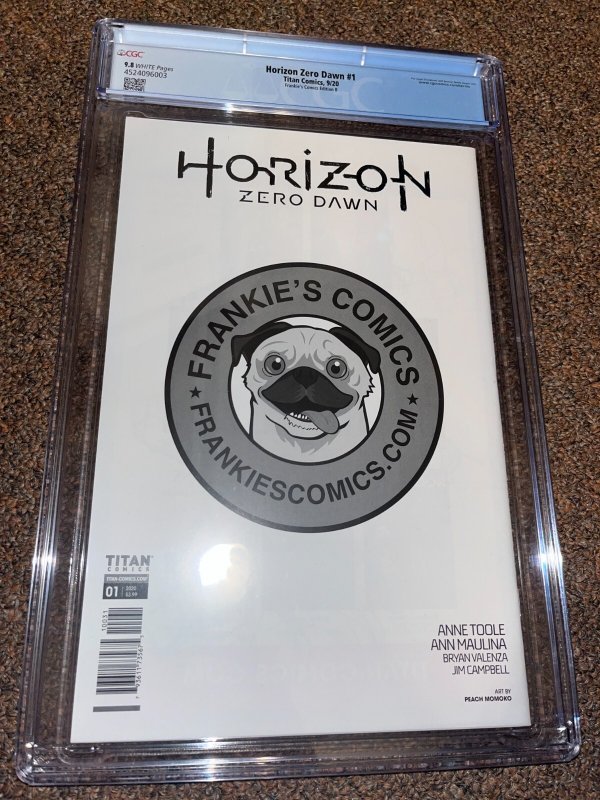 CGC
9.8 WHITE Pages
4524096003
Horizon Zero Dawn #1
Titan Comics, 9/20
Frankie's Comics Edition B
CGC
HORIZON
ZERO DAWN
FRANKIE'S COMICS
★ FRANKIESCOMICS.COM ★
TITAN
COMICS
TITAN-COMICS.COM
01 2020
$3.99
10031
ANNE TOOLE
ANN MAULINA
BRYAN VALENZA
JIM CAMPBELL
ART BY
PEACH MOMOKO